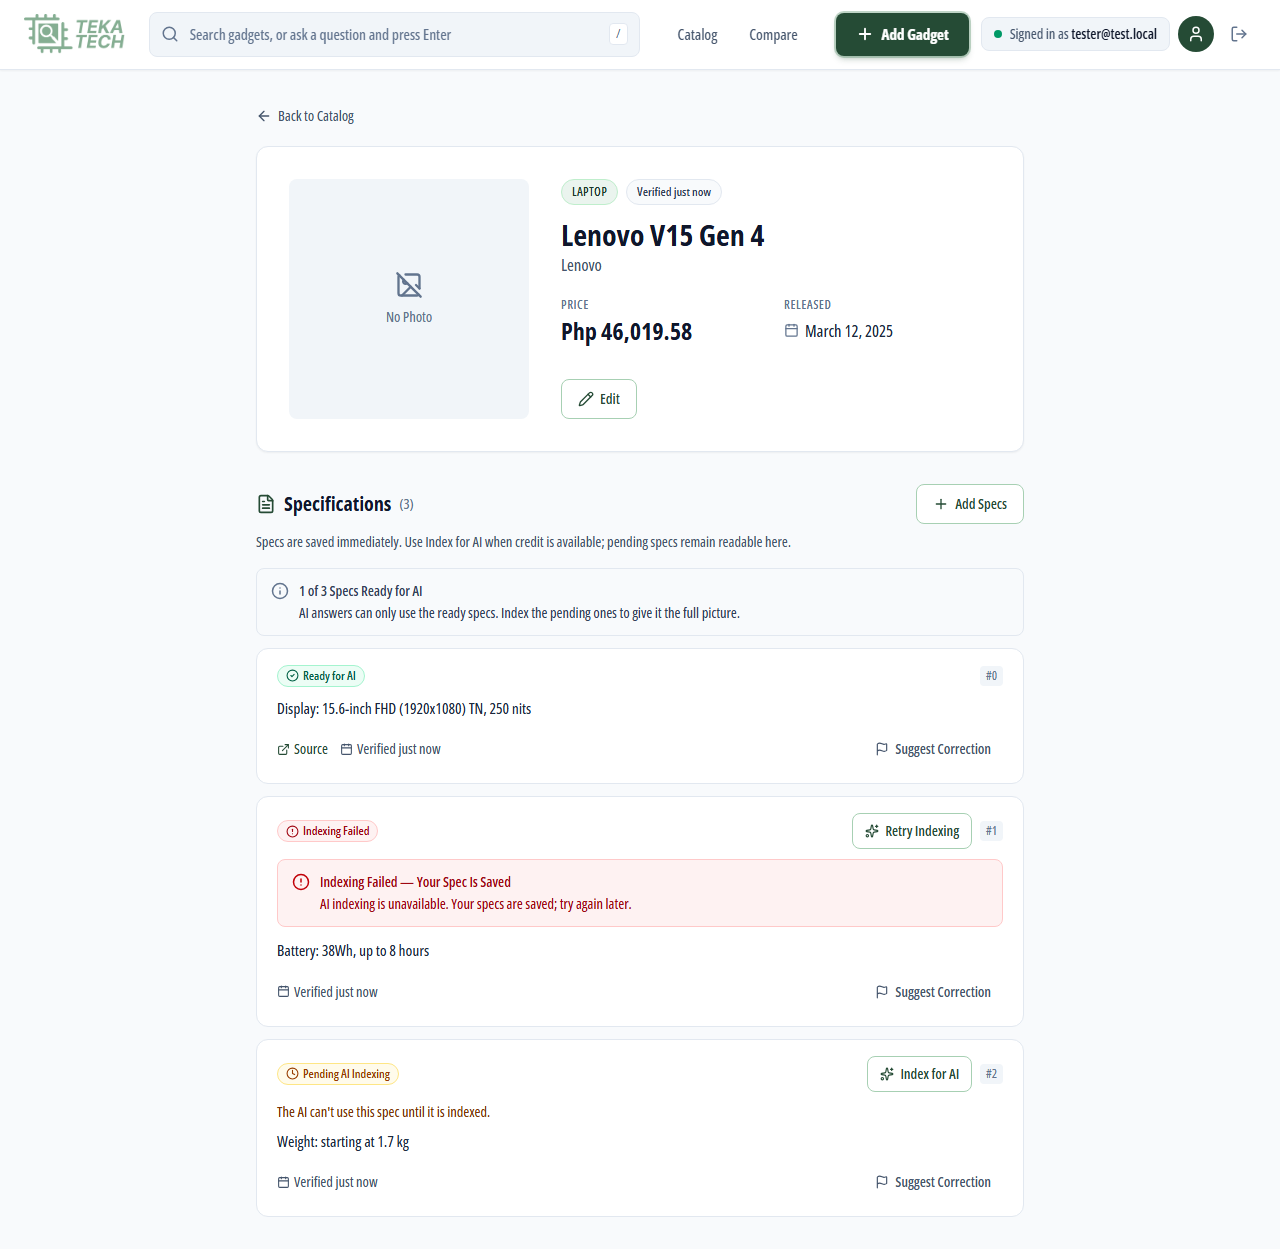 TEKA
TECH
Search gadgets, or ask a question and press Enter
/
Catalog
Compare
Add Gadget
Signed in as tester@test.local
Back to Catalog
No Photo
LAPTOP
Verified just now
Lenovo V15 Gen 4
Lenovo
PRICE
RELEASED
Php 46,019.58
March 12, 2025
Edit
Specifications (3)
Add Specs
Specs are saved immediately. Use Index for AI when credit is available; pending specs remain readable here.
1 of 3 Specs Ready for AI
AI answers can only use the ready specs. Index the pending ones to give it the full picture.
Ready for AI
#0
Display: 15.6-inch FHD (1920x1080) TN, 250 nits
Source
Verified just now
Suggest Correction
Indexing Failed
Retry Indexing
#1
Indexing Failed — Your Spec Is Saved
AI indexing is unavailable. Your specs are saved; try again later.
Battery: 38Wh, up to 8 hours
Verified just now
Suggest Correction
Pending AI Indexing
Index for AI
#2
The AI can't use this spec until it is indexed.
Weight: starting at 1.7 kg
Verified just now
Suggest Correction